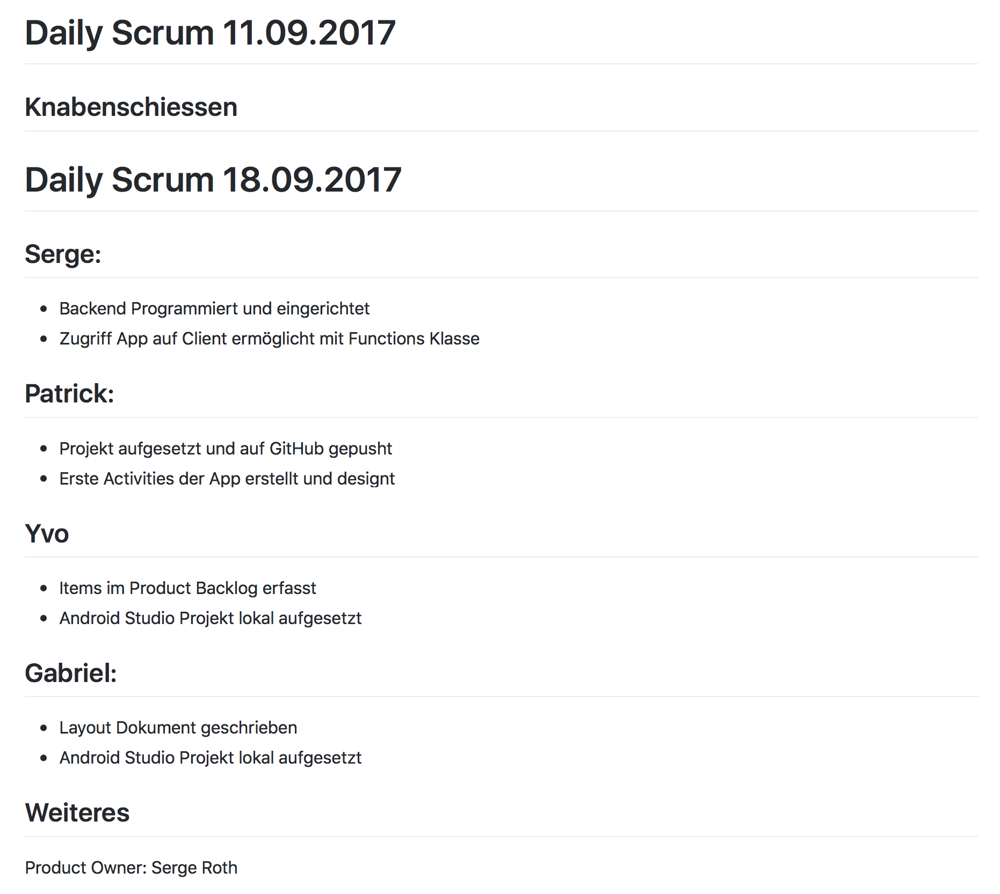 Daily Scrum 11.09.2017
Knabenschiessen
Daily Scrum 18.09.2017
Serge:
• Backend Programmiert und eingerichtet
• Zugriff App auf Client ermöglicht mit Functions Klasse
Patrick:
• Projekt aufgesetzt und auf GitHub gepusht
• Erste Activities der App erstellt und designt
Yvo
• Items im Product Backlog erfasst
• Android Studio Projekt lokal aufgesetzt
Gabriel:
• Layout Dokument geschrieben
• Android Studio Projekt lokal aufgesetzt
Weiteres
Product Owner: Serge Roth